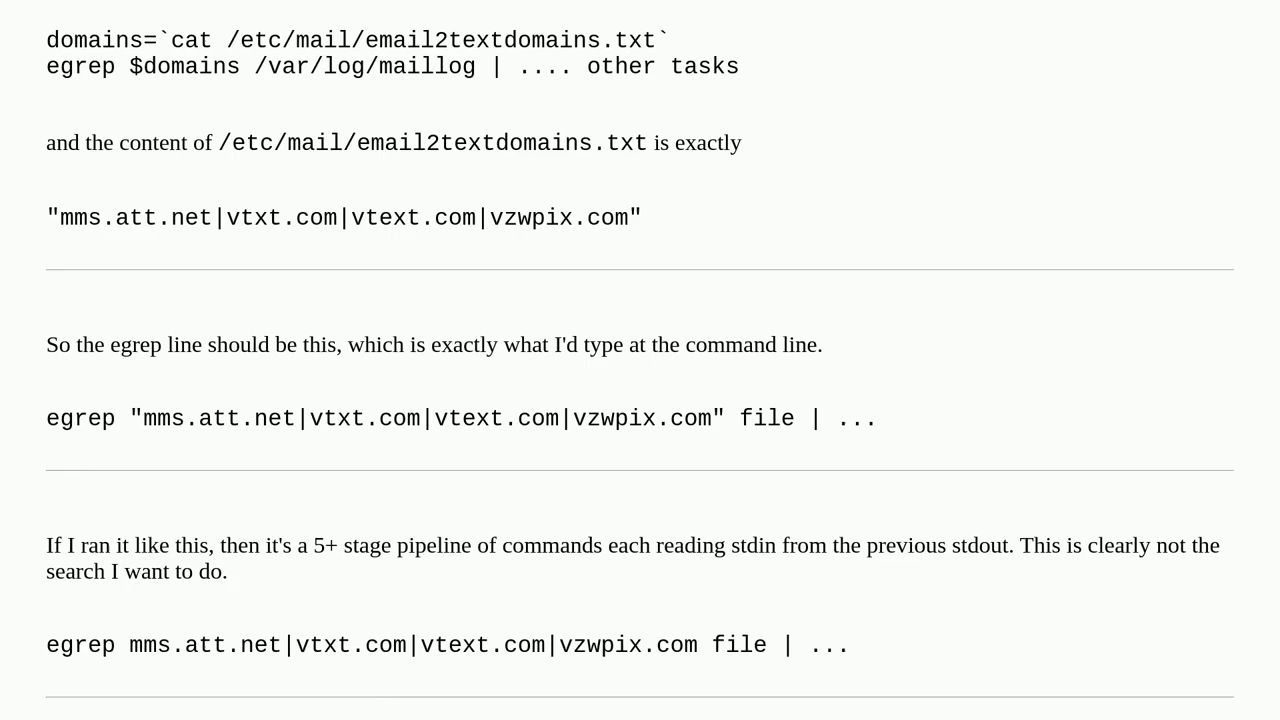 domains=`cat /etc/mail/email2textdomains.txt`
egrep $domains /var/log/maillog | .... other tasks
and the content of /etc/mail/email2textdomains.txt is exactly
"mms.att.net|vtxt.com|vtext.com|vzwpix.com"
So the egrep line should be this, which is exactly what I'd type at the command line.
egrep "mms.att.net|vtxt.com|vtext.com|vzwpix.com" file | ...
If I ran it like this, then it's a 5+ stage pipeline of commands each reading stdin from the previous stdout. This is clearly not the
search I want to do.
egrep mms.att.net|vtxt.com|vtext.com|vzwpix.com file | ...